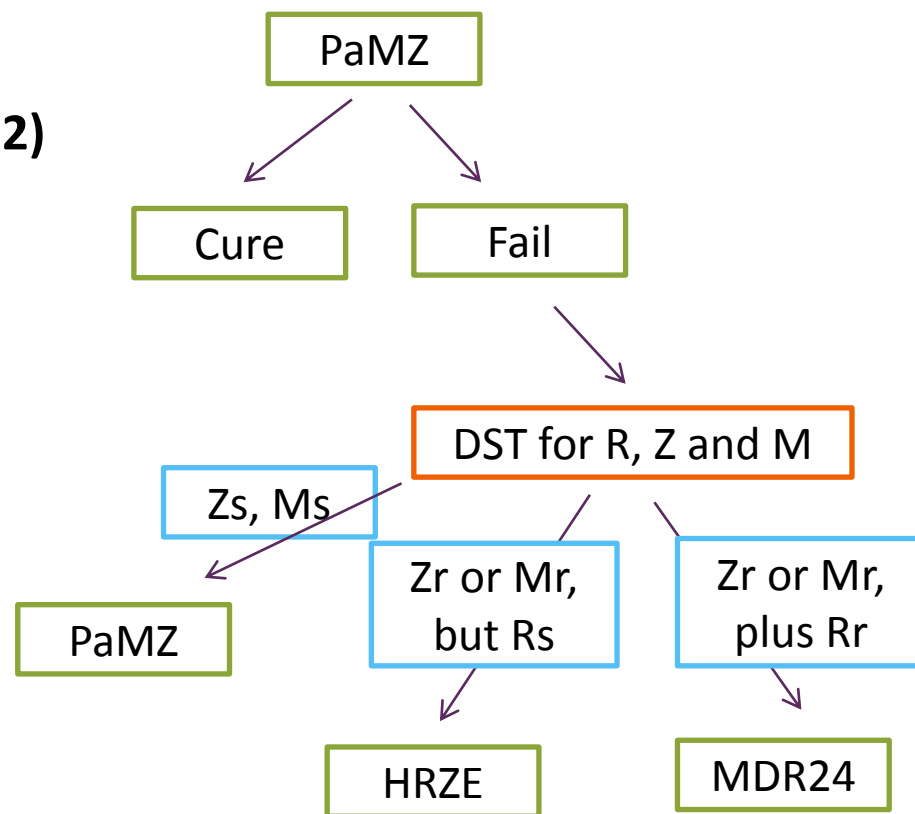 PaMZ
2)
Cure
Fail
DST for R, Z and M
Zs, Ms
Zr or Mr,
but Rs
Zr or Mr,
plus Rr
PaMZ
HRZE
MDR24